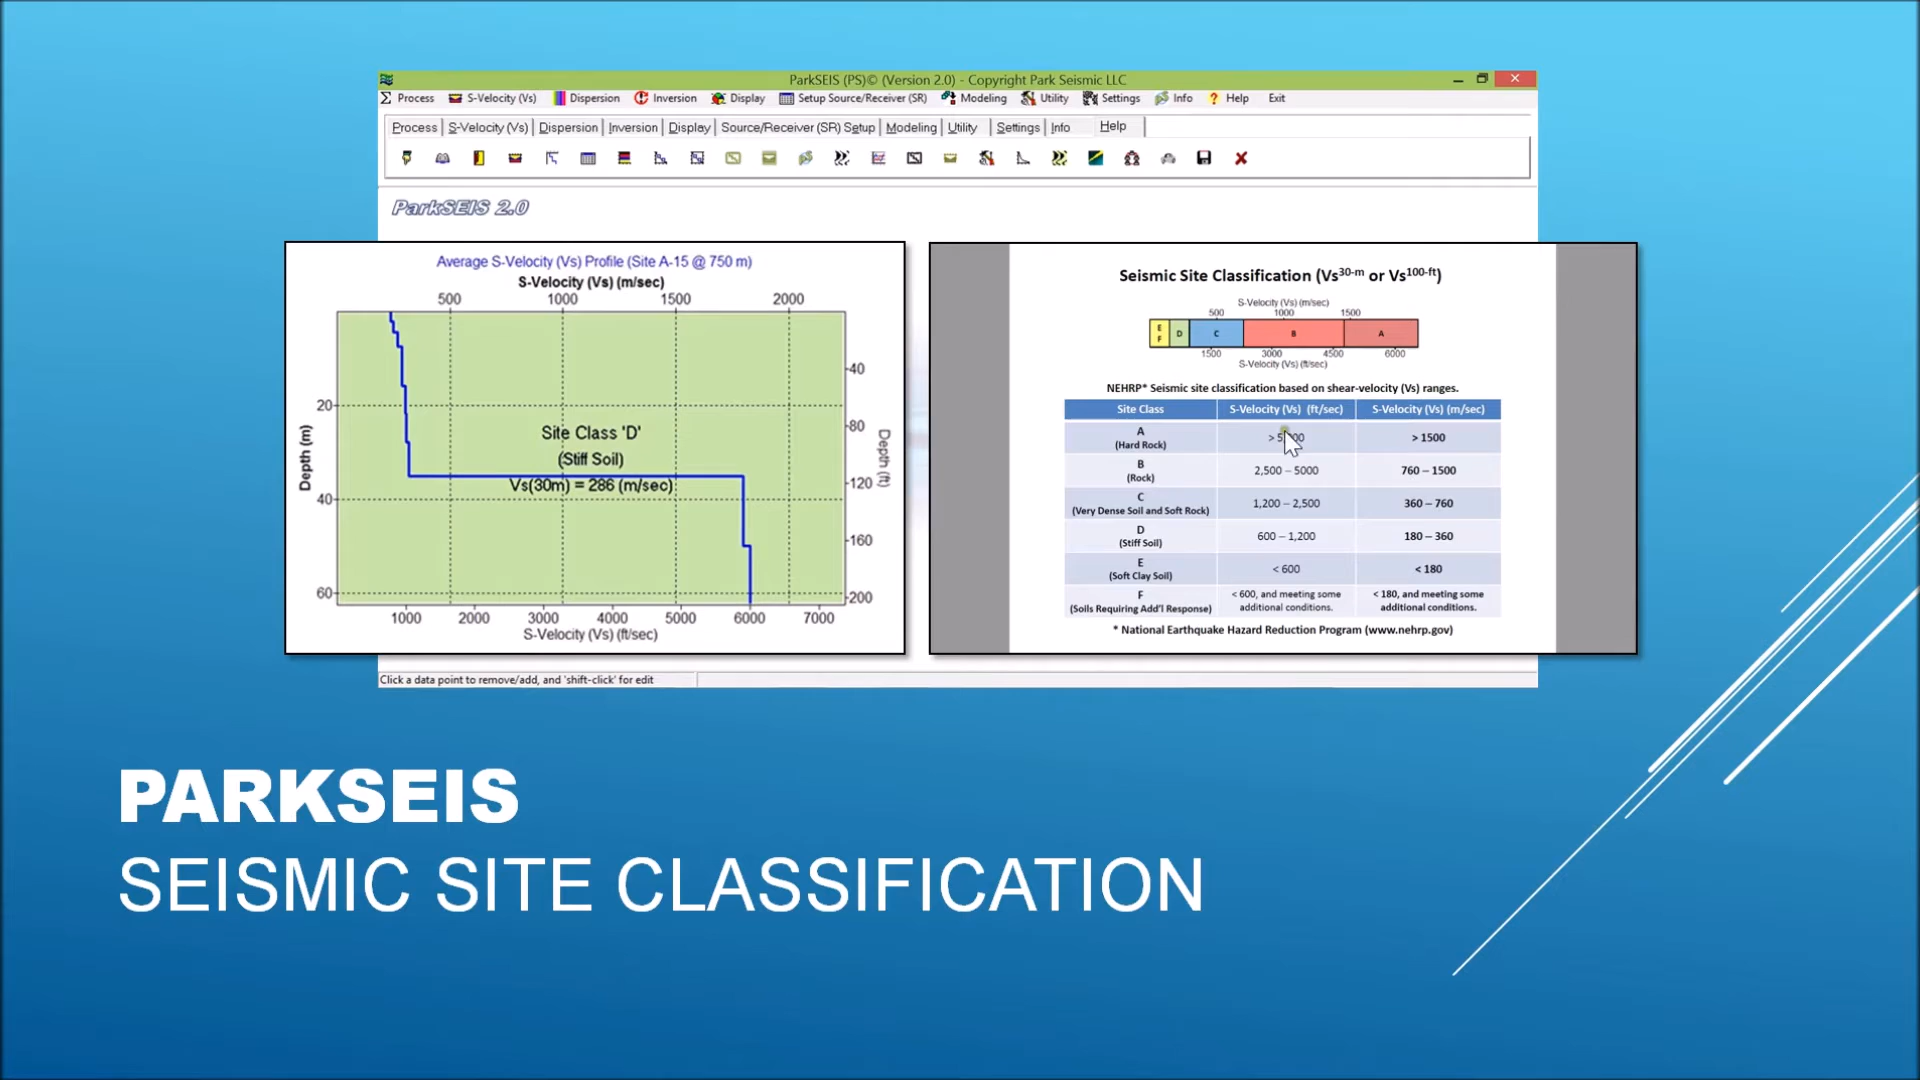 ParkSEIS (PS)© (Version 2.0) - Copyright Park Seismic LLC
Process S-Velocity (Vs) Dispersion Inversion Display Setup Source/Receiver (SR) Modeling Utility Settings Info Help Exit
Process S-Velocity (Vs) Dispersion Inversion Display Source/Receiver (SR) Setup Modeling Utility Settings Info Help
ParkSEIS 2.0
Average S-Velocity (Vs) Profile (Site A-15 @ 750 m)
S-Velocity (Vs) (m/sec)
500 1000 1500 2000
Depth (m)
20
40
60
Site Class 'D'
(Stiff Soil)
Vs(30m) = 286 (m/sec)
40
80
120
160
200
Depth (ft)
1000 2000 3000 4000 5000 6000 7000
S-Velocity (Vs) (ft/sec)
Seismic Site Classification (Vs30-m or Vs100-ft)
S-Velocity (Vs) (m/sec)
500 1000 1500
E F D C B A
1500 3000 4500 6000
S-Velocity (Vs) (ft/sec)
NEHRP* Seismic site classification based on shear-velocity (Vs) ranges.
Site Class S-Velocity (Vs) (ft/sec) S-Velocity (Vs) (m/sec)
A
(Hard Rock) > 1500
B
(Rock) 2,500 – 5000 760 – 1500
C
(Very Dense Soil and Soft Rock) 1,200 – 2,500 360 – 760
D
(Stiff Soil) 600 – 1,200 180 – 360
E
(Soft Clay Soil) < 600 < 180
F < 600, and meeting some < 180, and meeting some
(Soils Requiring Add'l Response) additional conditions. additional conditions.
* National Earthquake Hazard Reduction Program (www.nehrp.gov)
Click a data point to remove/add, and 'shift-click' for edit
PARKSEIS
SEISMIC SITE CLASSIFICATION